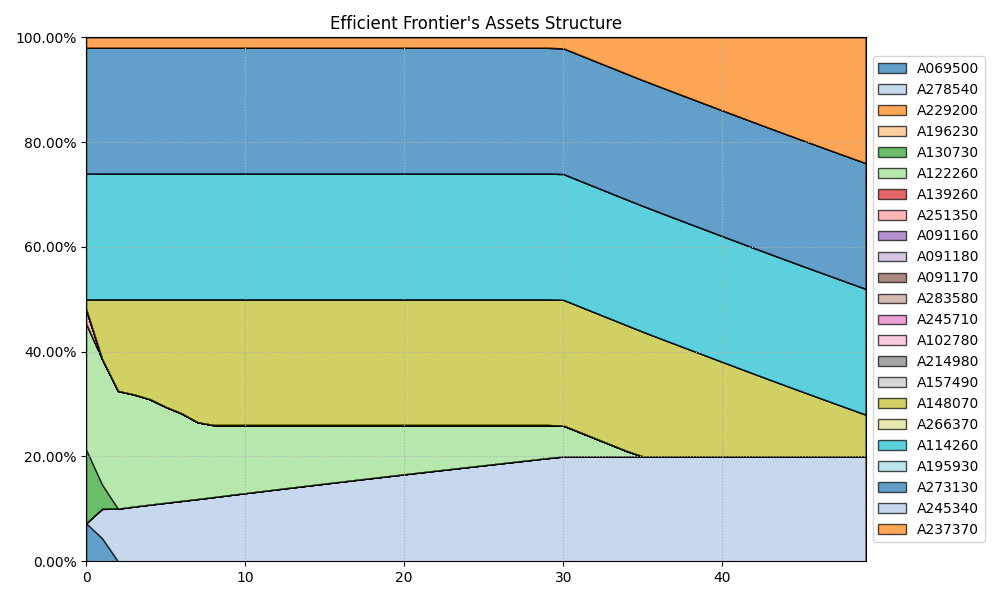 Efficient Frontier's Assets Structure
100.00%
80.00%
60.00%
40.00%
20.00%
0.00%
0 10 20 30 40
A069500
A278540
A229200
A196230
A130730
A122260
A139260
A251350
A091160
A091180
A091170
A283580
A245710
A102780
A214980
A157490
A148070
A266370
A114260
A195930
A273130
A245340
A237370